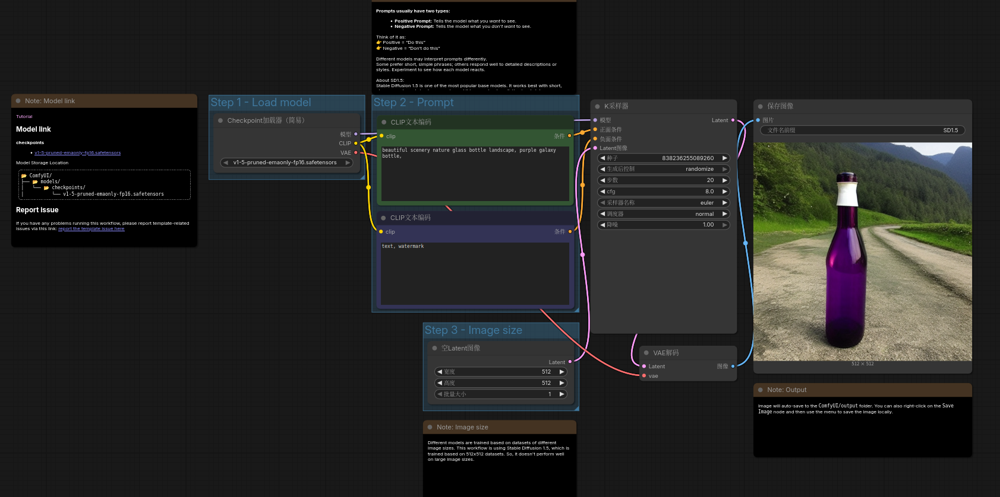 Prompts usually have two types:
• Positive Prompt: Tells the model what you want to see.
• Negative Prompt: Tells the model what you don't want to see.
Think of it as:
👉 Positive = "Do this"
👉 Negative = "Don't do this"
Different models may interpret prompts differently.
Some prefer short, simple phrases; others respond well to detailed descriptions or
styles. Experiment to see how each model reacts.
About SD1.5:
Stable Diffusion 1.5 is one of the most popular base models. It works best with short,
Note: Model link
Tutorial
Model link
checkpoints
• v1-5-pruned-emaonly-fp16.safetensors
Model Storage Location
📂 ComfyUI/
├── 📂 models/
│ └── 📂 checkpoints/
│ └── v1-5-pruned-emaonly-fp16.safetensors
Report issue
If you have any problems running this workflow, please report template-related
issues via this link: report the template issue here
Step 1 - Load model
Checkpoint加载器（简易）
模型
CLIP
VAE
v1-5-pruned-emaonly-fp16.safetensors
Step 2 - Prompt
CLIP文本编码
clip
条件
beautiful scenery nature glass bottle landscape, purple galaxy
bottle,
CLIP文本编码
clip
条件
text, watermark
Step 3 - Image size
空Latent图像
Latent
宽度 512
高度 512
批量大小 1
Note: Image size
Different models are trained based on datasets of different
image sizes. This workflow is using Stable Diffusion 1.5, which is
trained based on 512x512 datasets. So, it doesn't perform well
on large image sizes.
K采样器
模型 Latent
正面条件
负面条件
Latent图像
种子 838236255089260
生成后控制 randomize
步数 20
cfg 8.0
采样器名称 euler
调度器 normal
降噪 1.00
VAE解码
Latent 图像
vae
保存图像
图片
文件名前缀 SD1.5
512 × 512
Note: Output
Image will auto-save to the ComfyUI/output folder. You can also right-click on the Save
Image node and then use the menu to save the image locally.